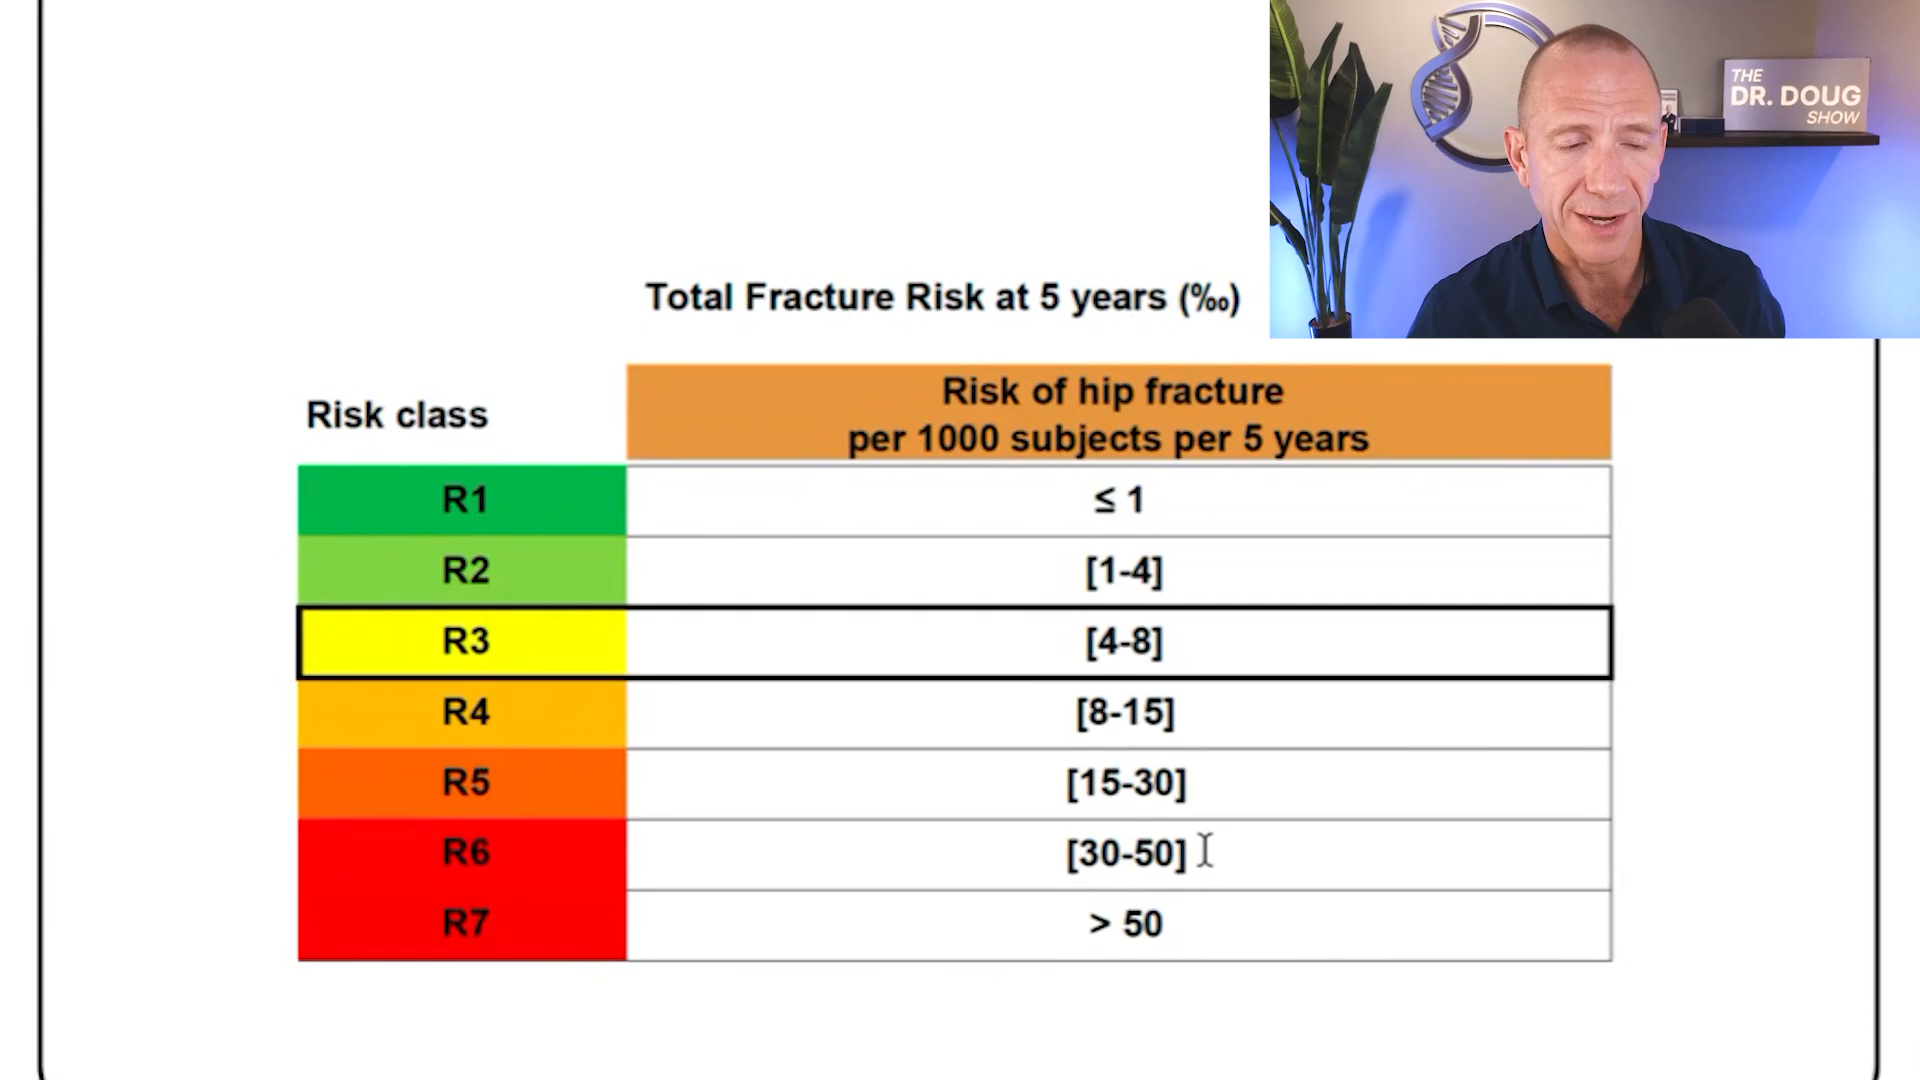 THE
DR. DOUG
SHOW
Total Fracture Risk at 5 years (‰)
Risk class
Risk of hip fracture
per 1000 subjects per 5 years
R1
≤ 1
R2
[1-4]
R3
[4-8]
R4
[8-15]
R5
[15-30]
R6
[30-50]
R7
> 50